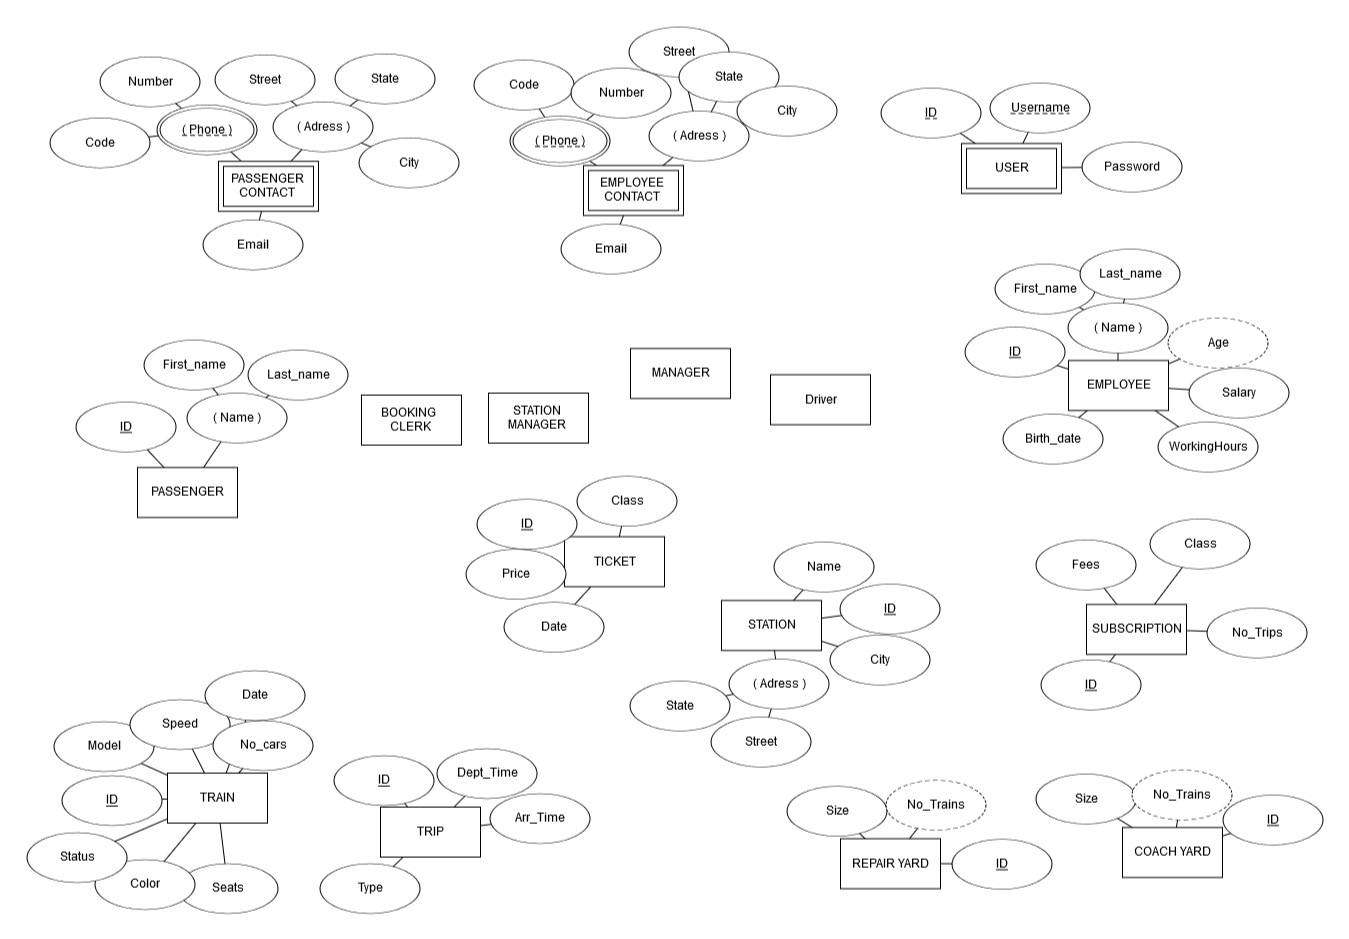 Number
Street
State
Code
( Phone )
( Adress )
City
PASSENGER
CONTACT
Email
Street
Code
Number
State
City
( Phone )
( Adress )
EMPLOYEE
CONTACT
Email
ID
Username
USER
Password
First_name
Last_name
( Name )
ID
Age
EMPLOYEE
Salary
Birth_date
WorkingHours
First_name
Last_name
ID
( Name )
PASSENGER
BOOKING
CLERK
STATION
MANAGER
MANAGER
Driver
Class
ID
TICKET
Price
Date
Name
ID
STATION
City
( Adress )
State
Street
Class
Fees
SUBSCRIPTION
No_Trips
ID
Date
Speed
Model
No_cars
ID
TRAIN
Status
Color
Seats
ID
Dept_Time
Arr_Time
TRIP
Type
Size
No_Trains
REPAIR YARD
ID
Size
No_Trains
ID
COACH YARD